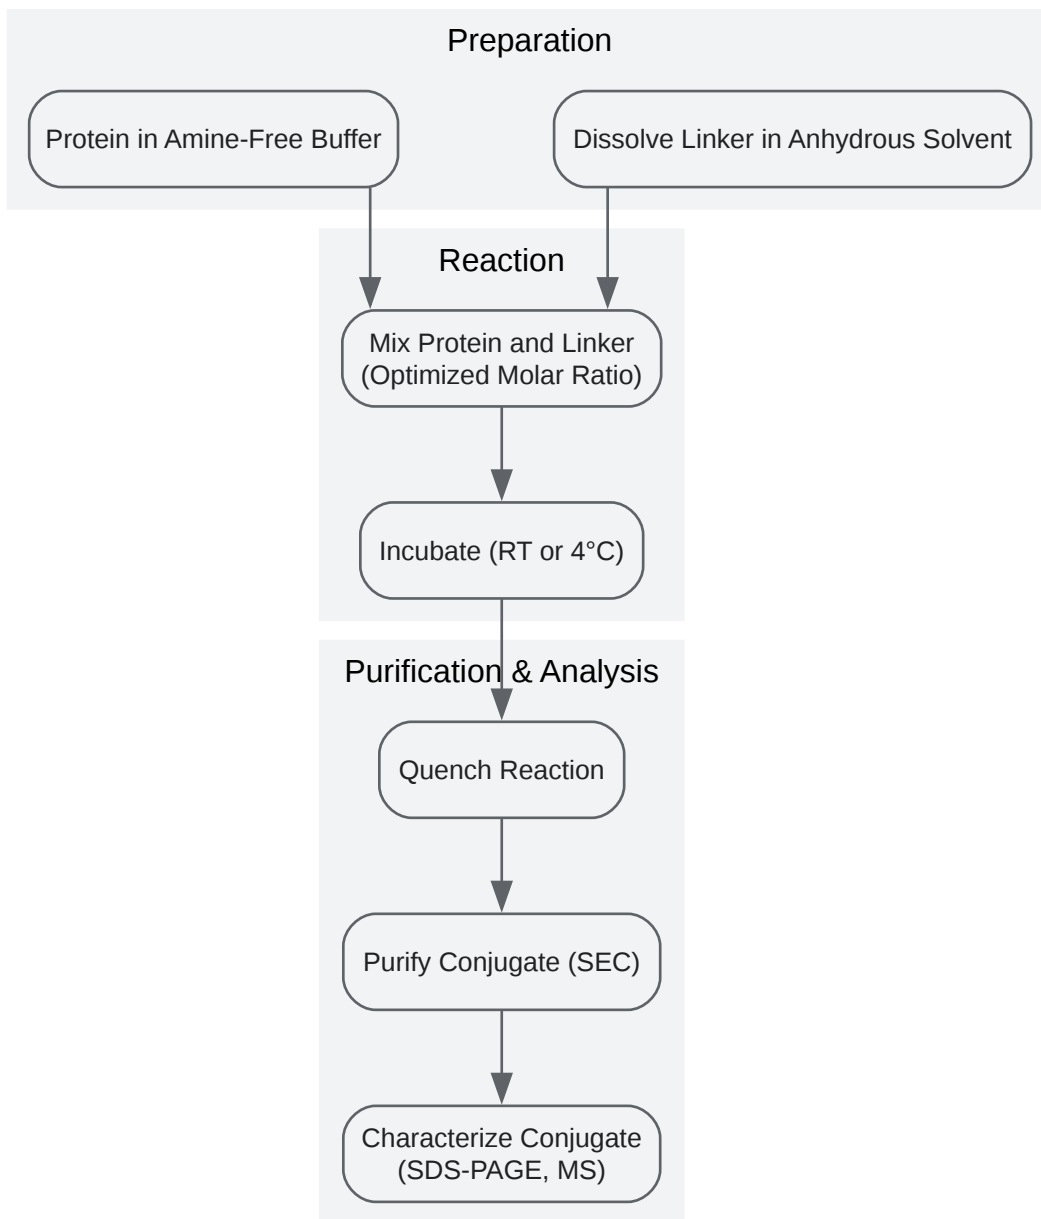 Preparation
Protein in Amine-Free Buffer
Dissolve Linker in Anhydrous Solvent
Reaction
Mix Protein and Linker
(Optimized Molar Ratio)
Incubate (RT or 4°C)
Purification & Analysis
Quench Reaction
Purify Conjugate (SEC)
Characterize Conjugate
(SDS-PAGE, MS)